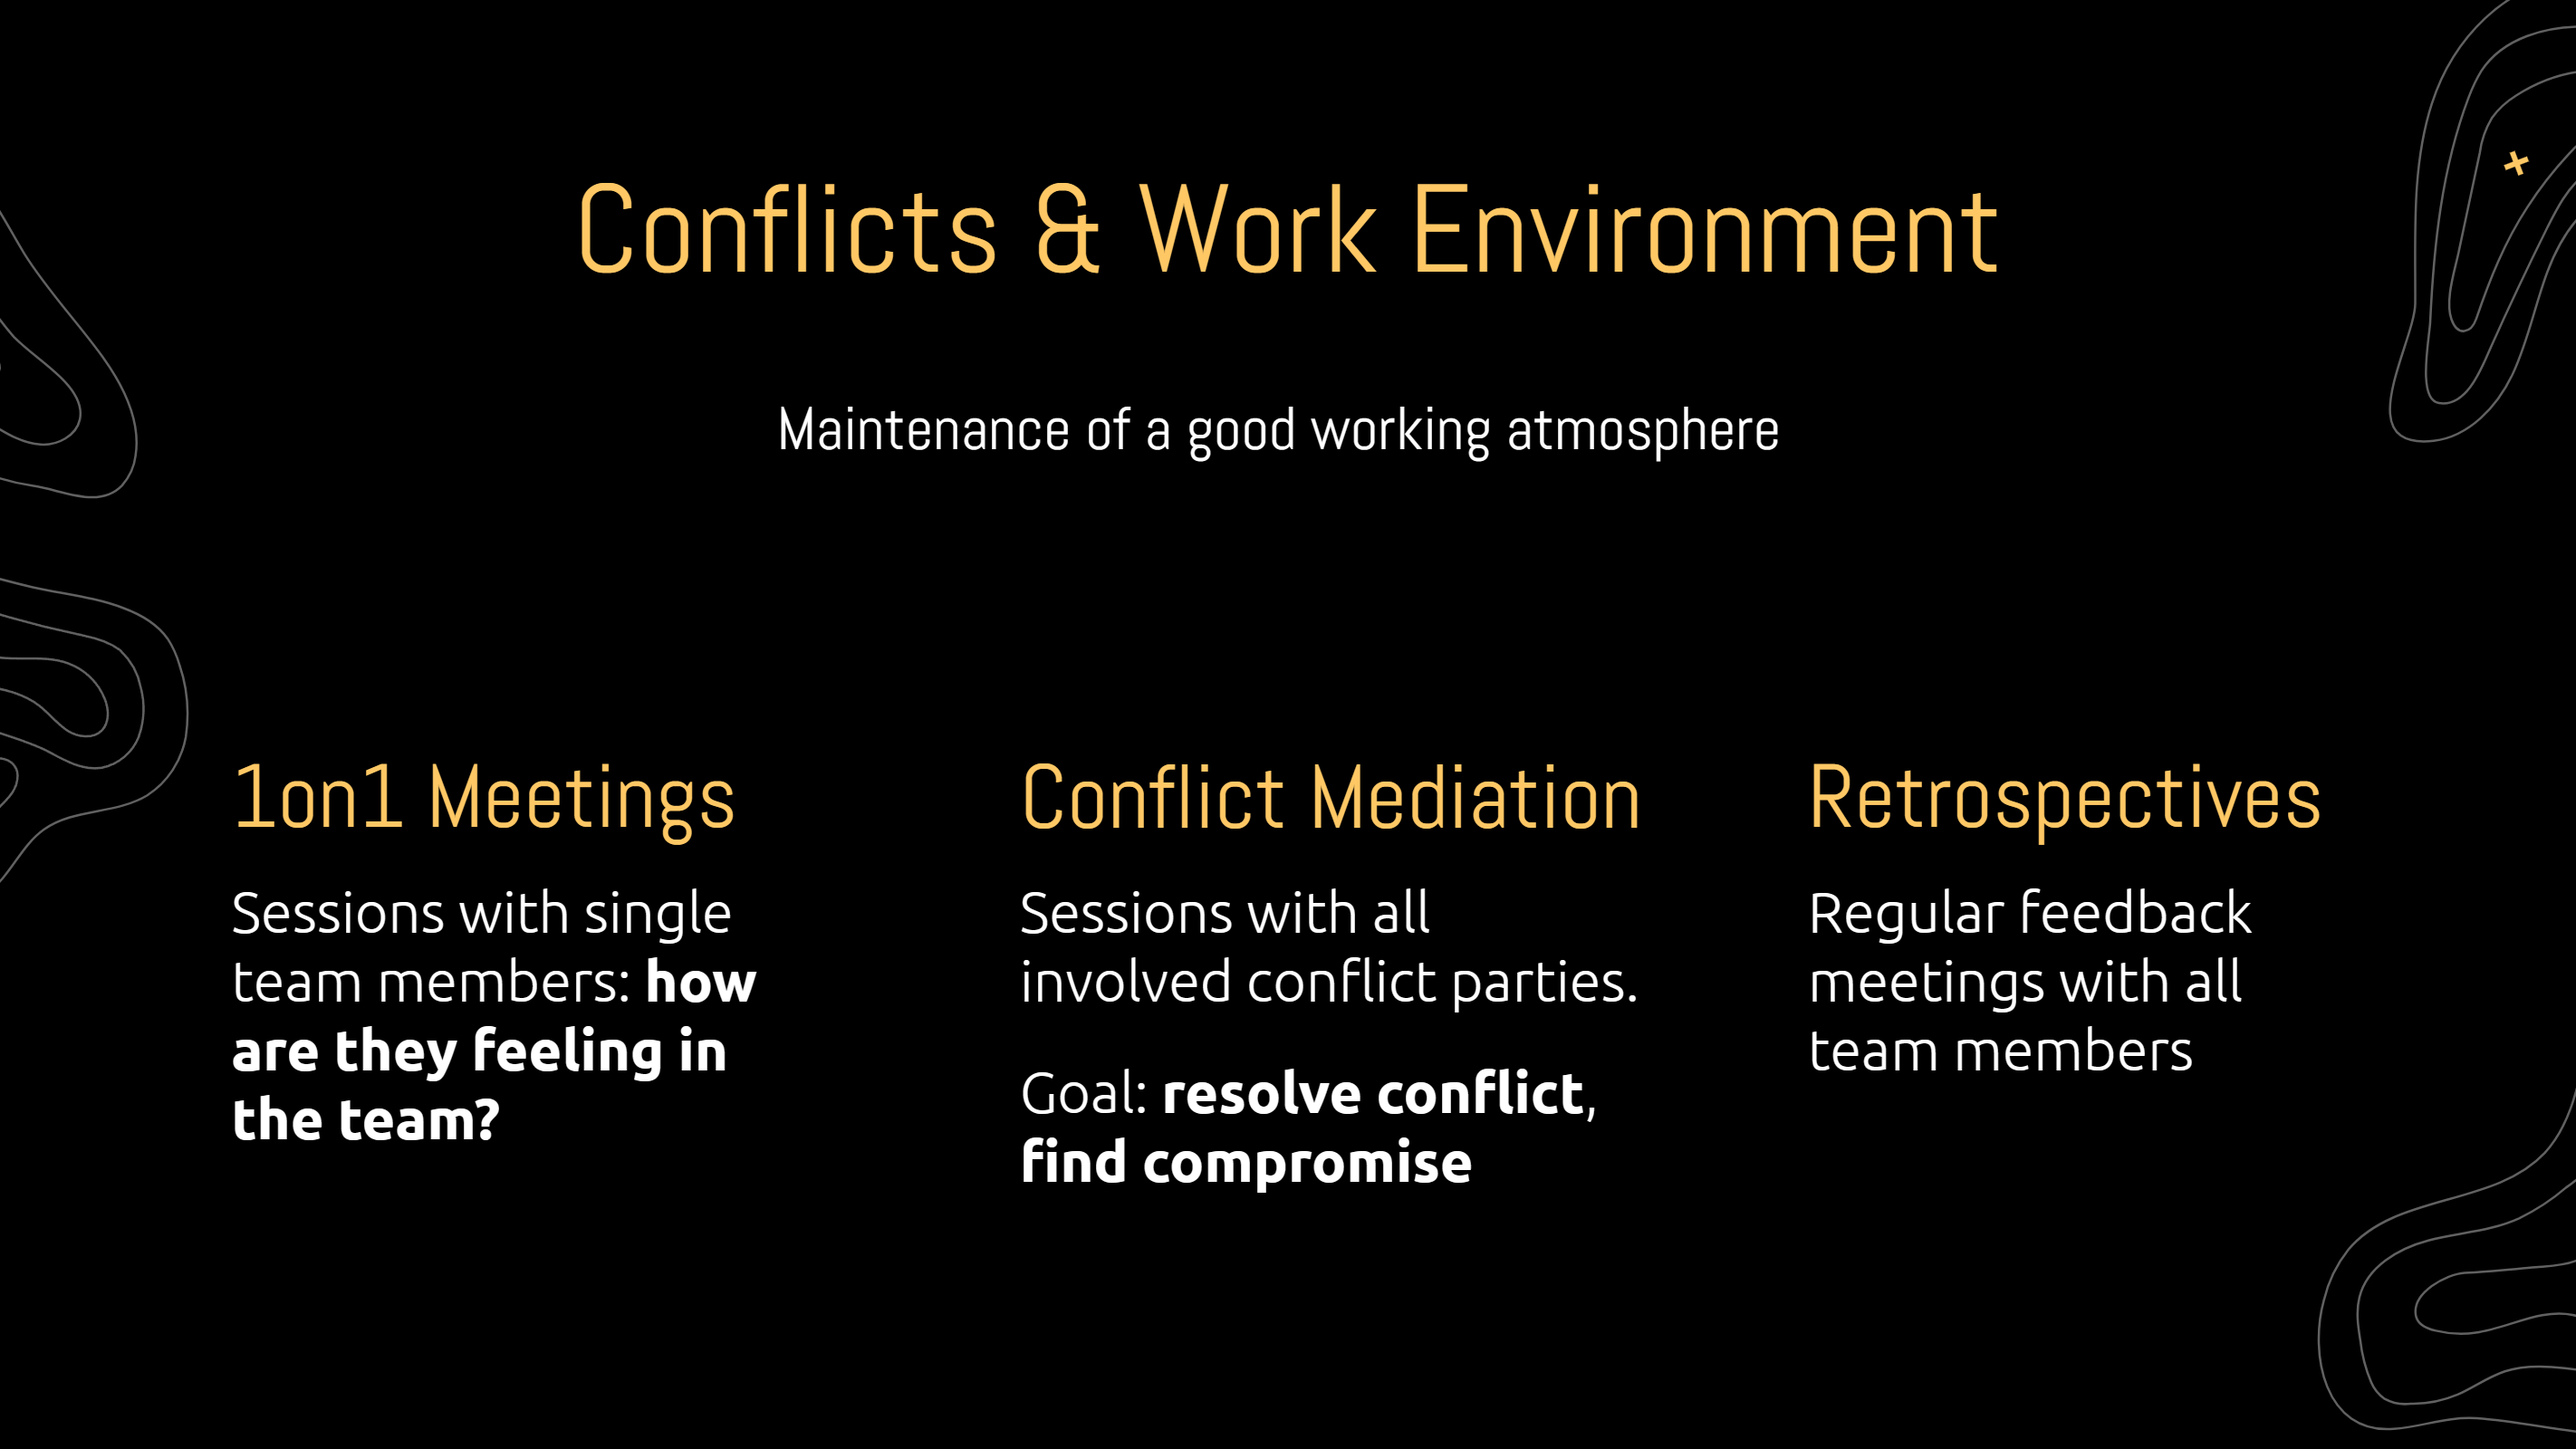 Conflicts & Work Environment
Maintenance of a good working atmosphere
1on1 Meetings
Sessions with single
team members: how
are they feeling in
the team?
Conflict Mediation
Sessions with all
involved conflict parties.
Goal: resolve conflict,
find compromise
Retrospectives
Regular feedback
meetings with all
team members